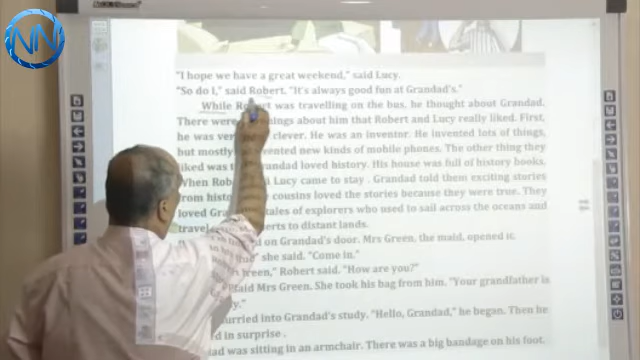 NN
"I hope we have a great weekend," said Lucy.
"So do I," said Robert. "It's always good fun at Grandad's."
While Robert was travelling on the bus, he thought about Grandad.
There were things about him that Robert and Lucy really liked. First,
he was very clever. He was an inventor. He invented lots of things,
but mostly invented new kinds of mobile phones. The other thing they
liked was Grandad loved history. His house was full of history books.
When Lucy came to stay . Grandad told them exciting stories
from cousins loved the stories because they were true. They
loved tales of explorers who used to sail across the oceans and
travel to distant lands.
on Grandad's door. Mrs Green, the maid, opened it.
she said. "Come in."
Green," Robert said. "How are you?"
said Mrs Green. She took his bag from him. "Your grandfather is
hurried into Grandad's study. "Hello, Grandad," he began. Then he
in surprise .
was sitting in an armchair. There was a big bandage on his foot.